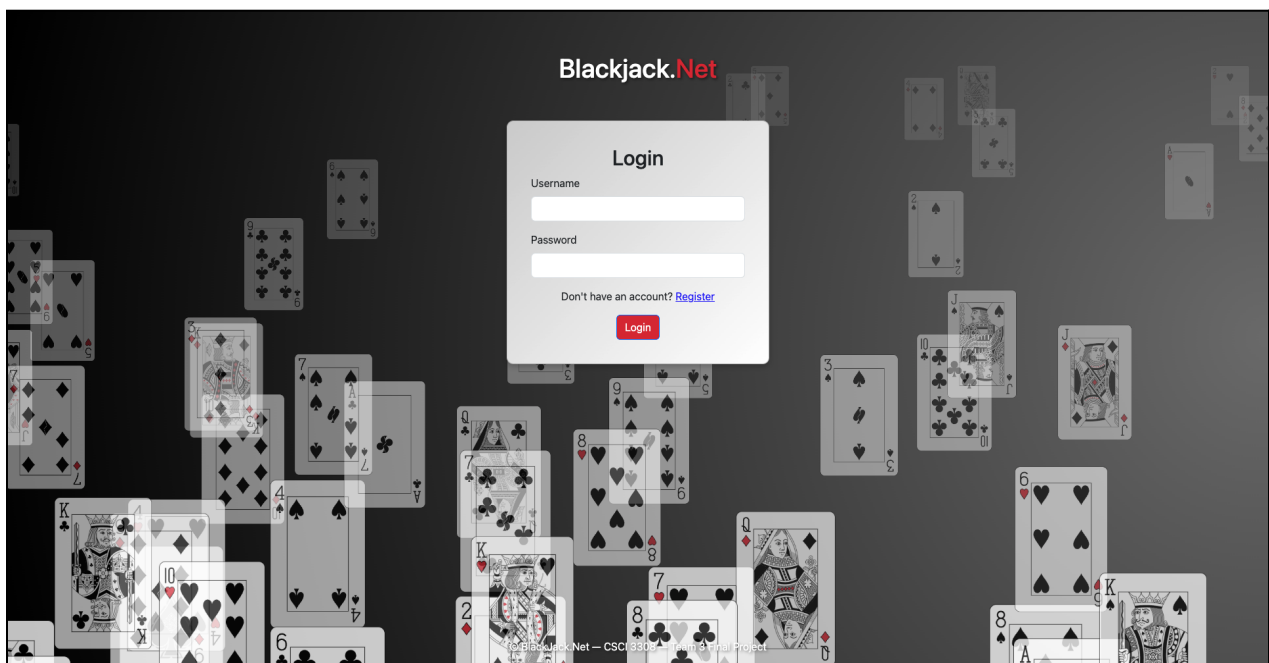 Blackjack.Net
Login
Username
Password
Don't have an account? Register
Login
© BlackJack.Net — CSCI 3308 — Team 3 Final Project